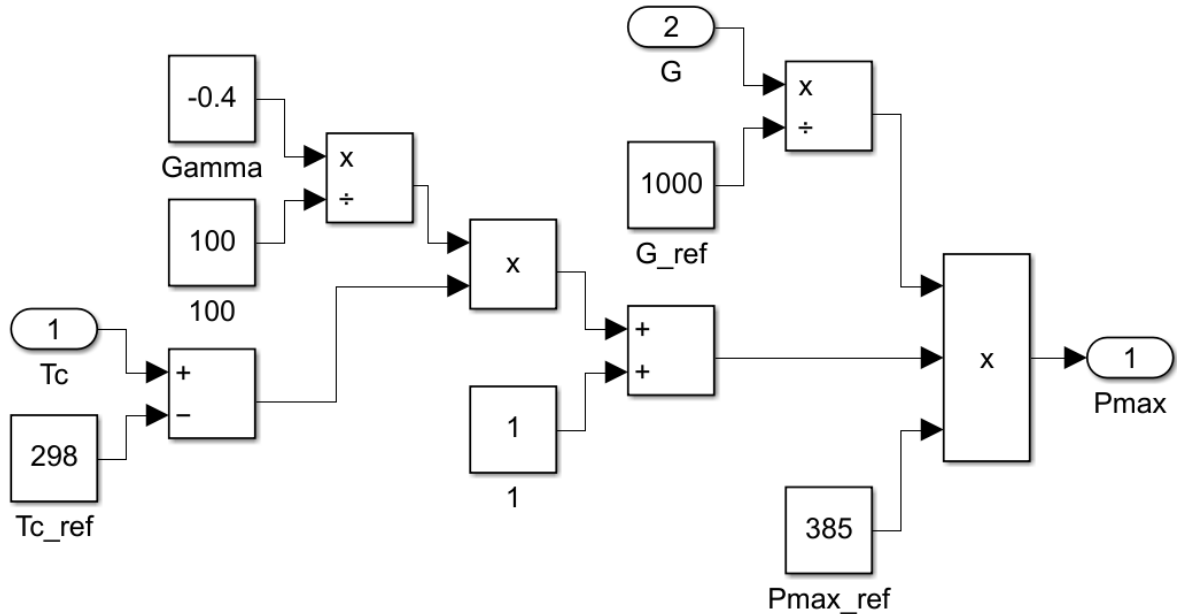 2
G
x
÷
-0.4
Gamma
x
÷
1000
G_ref
100
100
x
1
Tc
+
−
+
+
x
1
Pmax
298
Tc_ref
1
1
385
Pmax_ref